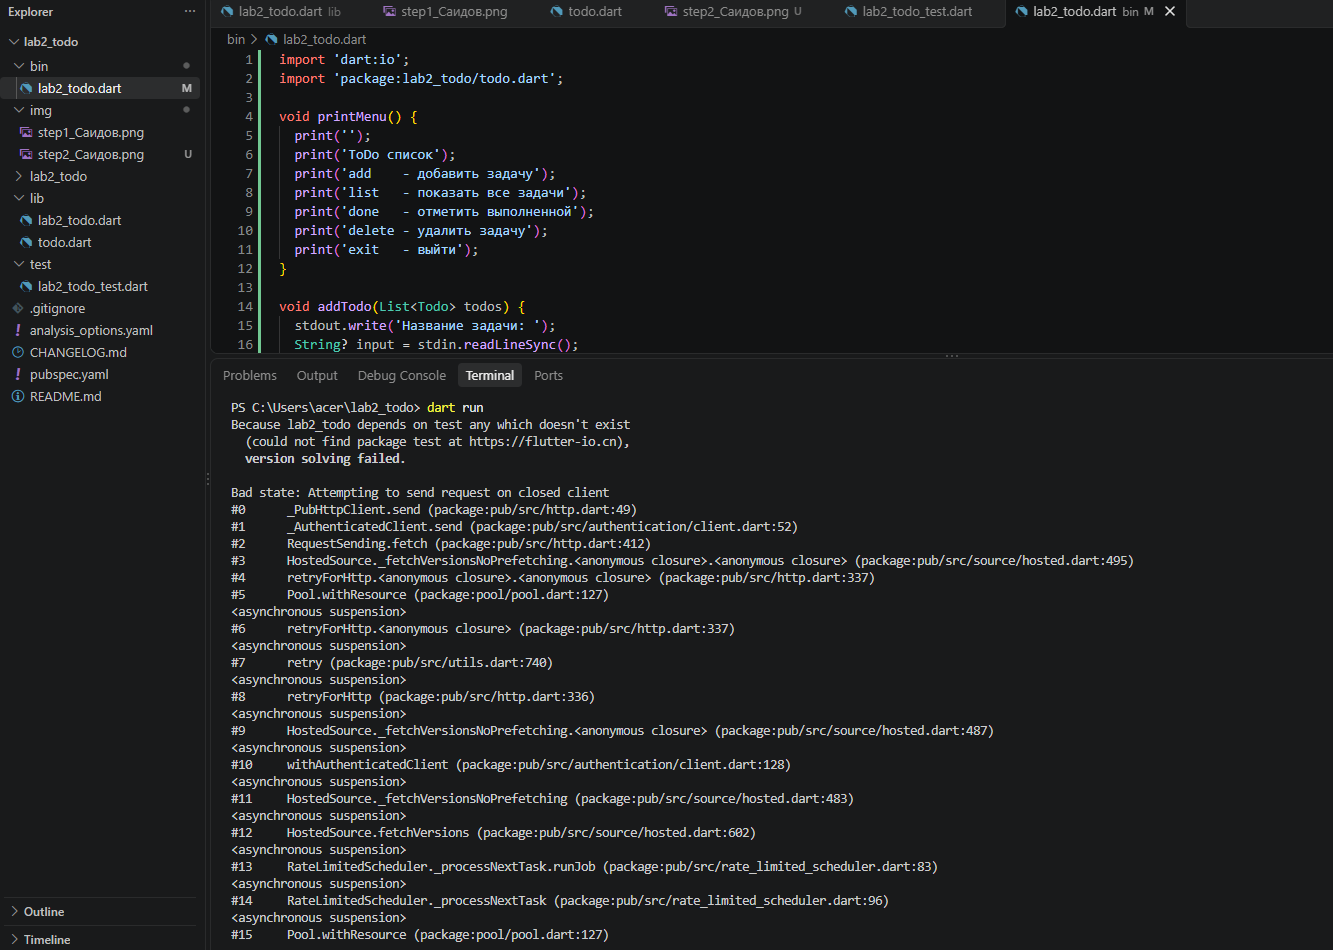 Explorer ···
lab2_todo
bin
lab2_todo.dart M
img
step1_Саидов.png
step2_Саидов.png U
lab2_todo
lib
lab2_todo.dart
todo.dart
test
lab2_todo_test.dart
.gitignore
analysis_options.yaml
CHANGELOG.md
pubspec.yaml
README.md
Outline
Timeline
lab2_todo.dart lib step1_Саидов.png todo.dart step2_Саидов.png U lab2_todo_test.dart lab2_todo.dart bin M
bin > lab2_todo.dart
1 import 'dart:io';
2 import 'package:lab2_todo/todo.dart';
3
4 void printMenu() {
5 print('');
6 print('ToDo список');
7 print('add    - добавить задачу');
8 print('list   - показать все задачи');
9 print('done   - отметить выполненной');
10 print('delete - удалить задачу');
11 print('exit   - выйти');
12 }
13
14 void addTodo(List<Todo> todos) {
15 stdout.write('Название задачи: ');
16 String? input = stdin.readLineSync();
Problems Output Debug Console Terminal Ports
PS C:\Users\acer\lab2_todo> dart run
Because lab2_todo depends on test any which doesn't exist
(could not find package test at https://flutter-io.cn),
version solving failed.
Bad state: Attempting to send request on closed client
#0 _PubHttpClient.send (package:pub/src/http.dart:49)
#1 _AuthenticatedClient.send (package:pub/src/authentication/client.dart:52)
#2 RequestSending.fetch (package:pub/src/http.dart:412)
#3 HostedSource._fetchVersionsNoPrefetching.<anonymous closure>.<anonymous closure> (package:pub/src/source/hosted.dart:495)
#4 retryForHttp.<anonymous closure>.<anonymous closure> (package:pub/src/http.dart:337)
#5 Pool.withResource (package:pool/pool.dart:127)
<asynchronous suspension>
#6 retryForHttp.<anonymous closure> (package:pub/src/http.dart:337)
<asynchronous suspension>
#7 retry (package:pub/src/utils.dart:740)
<asynchronous suspension>
#8 retryForHttp (package:pub/src/http.dart:336)
<asynchronous suspension>
#9 HostedSource._fetchVersionsNoPrefetching.<anonymous closure> (package:pub/src/source/hosted.dart:487)
<asynchronous suspension>
#10 withAuthenticatedClient (package:pub/src/authentication/client.dart:128)
<asynchronous suspension>
#11 HostedSource._fetchVersionsNoPrefetching (package:pub/src/source/hosted.dart:483)
<asynchronous suspension>
#12 HostedSource.fetchVersions (package:pub/src/source/hosted.dart:602)
<asynchronous suspension>
#13 RateLimitedScheduler._processNextTask.runJob (package:pub/src/rate_limited_scheduler.dart:83)
<asynchronous suspension>
#14 RateLimitedScheduler._processNextTask (package:pub/src/rate_limited_scheduler.dart:96)
<asynchronous suspension>
#15 Pool.withResource (package:pool/pool.dart:127)